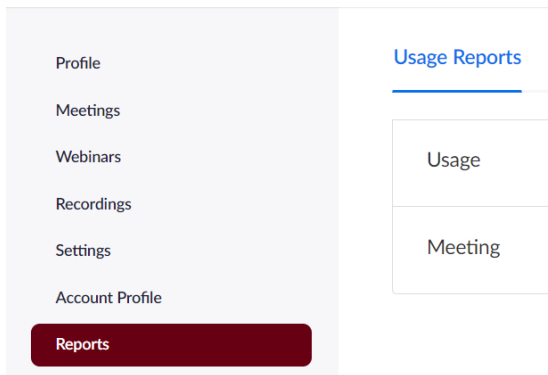 Profile
Meetings
Webinars
Recordings
Settings
Account Profile
Reports
Usage Reports
Usage
Meeting